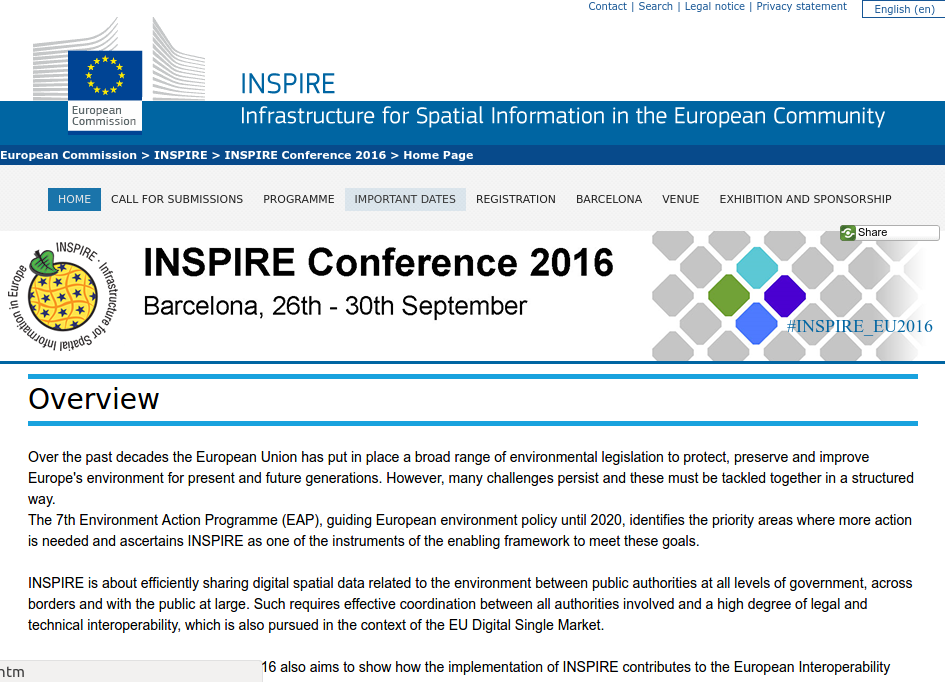 Contact | Search | Legal notice | Privacy statement
English (en)
European
Commission
INSPIRE
Infrastructure for Spatial Information in the European Community
European Commission > INSPIRE > INSPIRE Conference 2016 > Home Page
HOME CALL FOR SUBMISSIONS PROGRAMME IMPORTANT DATES REGISTRATION BARCELONA VENUE EXHIBITION AND SPONSORSHIP
Share
INSPIRE · Infrastructure for Spatial Information in Europe
INSPIRE Conference 2016
Barcelona, 26th - 30th September
#INSPIRE_EU2016
Overview
Over the past decades the European Union has put in place a broad range of environmental legislation to protect, preserve and improve
Europe's environment for present and future generations. However, many challenges persist and these must be tackled together in a structured
way.
The 7th Environment Action Programme (EAP), guiding European environment policy until 2020, identifies the priority areas where more action
is needed and ascertains INSPIRE as one of the instruments of the enabling framework to meet these goals.
INSPIRE is about efficiently sharing digital spatial data related to the environment between public authorities at all levels of government, across
borders and with the public at large. Such requires effective coordination between all authorities involved and a high degree of legal and
technical interoperability, which is also pursued in the context of the EU Digital Single Market.
16 also aims to show how the implementation of INSPIRE contributes to the European Interoperability
htm